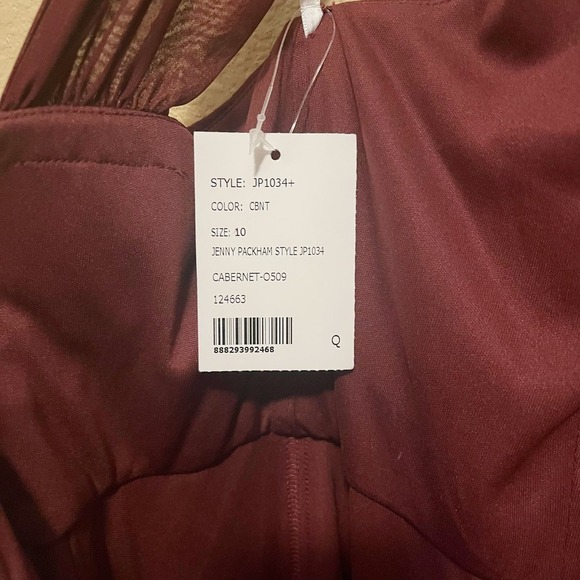 STYLE: JP1034+
COLOR: CBNT
SIZE: 10
JENNY PACKHAM STYLE JP1034
CABERNET-O509
124663
888293992468
Q